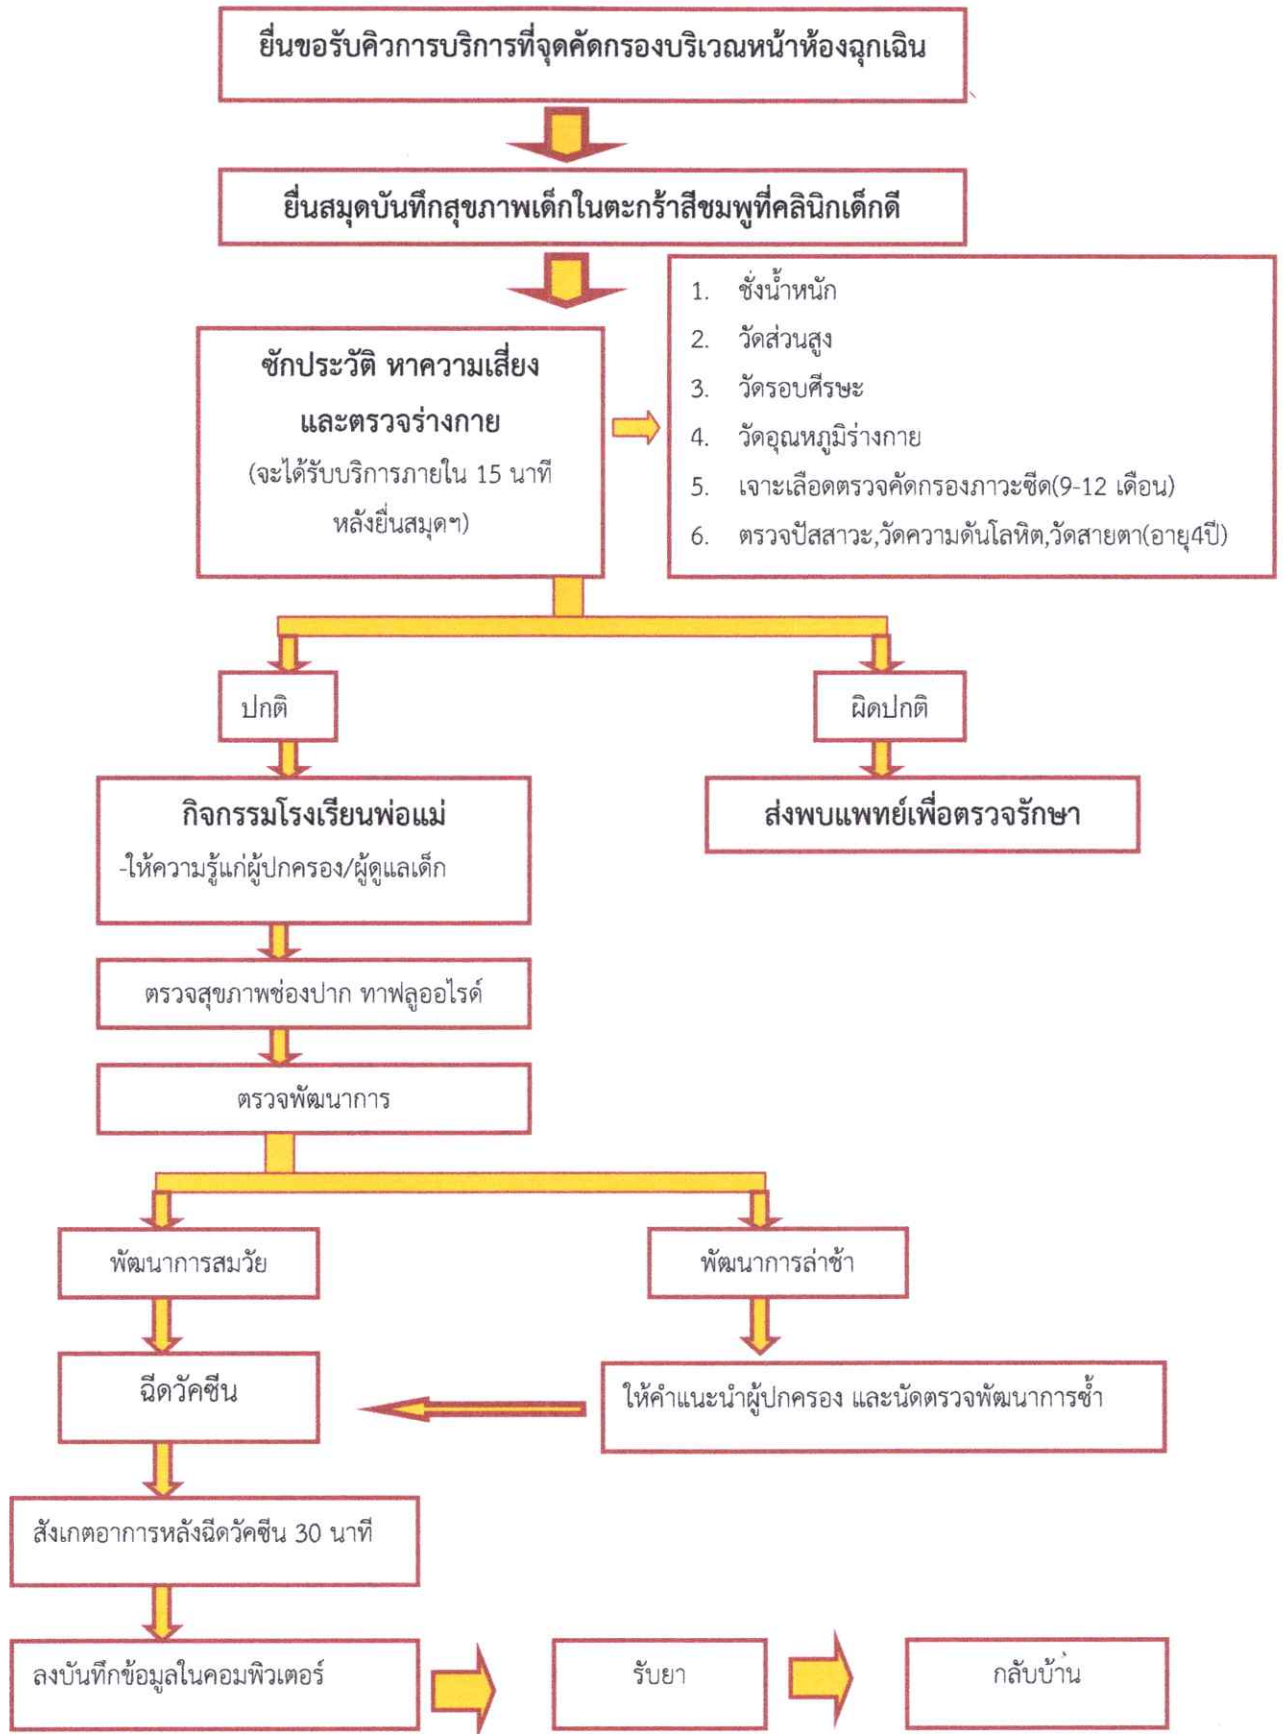 ยื่นขอรับคิวการบริการที่จุดคัดกรองบริเวณหน้าห้องฉุกเฉิน
ยื่นสมุดบันทึกสุขภาพเด็กในตะกร้าสีชมพูที่คลินิกเด็กดี
ซักประวัติ หาความเสี่ยง
และตรวจร่างกาย
(จะได้รับบริการภายใน 15 นาที
หลังยื่นสมุดฯ)
1. ชั่งน้ำหนัก
2. วัดส่วนสูง
3. วัดรอบศีรษะ
4. วัดอุณหภูมิร่างกาย
5. เจาะเลือดตรวจคัดกรองภาวะซีด(9-12 เดือน)
6. ตรวจปัสสาวะ,วัดความดันโลหิต,วัดสายตา(อายุ4ปี)
ปกติ
ผิดปกติ
กิจกรรมโรงเรียนพ่อแม่
-ให้ความรู้แก่ผู้ปกครอง/ผู้ดูแลเด็ก
ส่งพบแพทย์เพื่อตรวจรักษา
ตรวจสุขภาพช่องปาก ทาฟลูออไรด์
ตรวจพัฒนาการ
พัฒนาการสมวัย
พัฒนาการล่าช้า
ฉีดวัคซีน
ให้คำแนะนำผู้ปกครอง และนัดตรวจพัฒนาการซ้ำ
สังเกตอาการหลังฉีดวัคซีน 30 นาที
ลงบันทึกข้อมูลในคอมพิวเตอร์
รับยา
กลับบ้าน